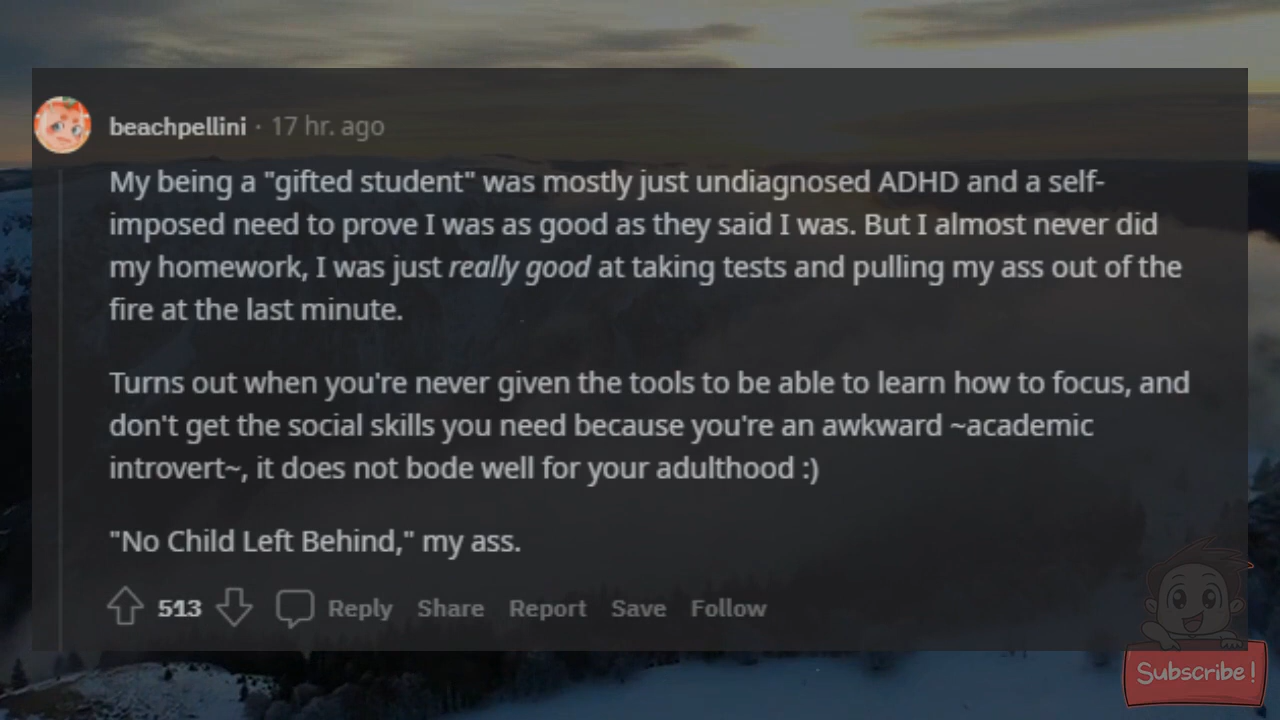 beachpellini · 17 hr. ago
My being a "gifted student" was mostly just undiagnosed ADHD and a self-
imposed need to prove I was as good as they said I was. But I almost never did
my homework, I was just really good at taking tests and pulling my ass out of the
fire at the last minute.
Turns out when you're never given the tools to be able to learn how to focus, and
don't get the social skills you need because you're an awkward ~academic
introvert~, it does not bode well for your adulthood :)
"No Child Left Behind," my ass.
513 Reply Share Report Save Follow
Subscribe!